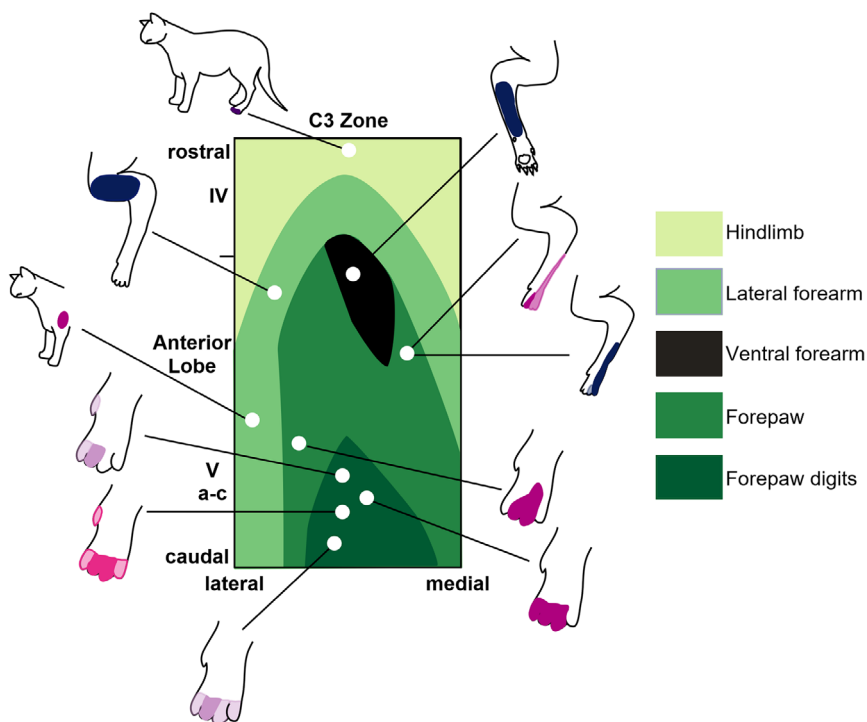 C3 Zone
rostral
IV
Anterior
Lobe
V
a-c
caudal
lateral
medial
Hindlimb
Lateral forearm
Ventral forearm
Forepaw
Forepaw digits